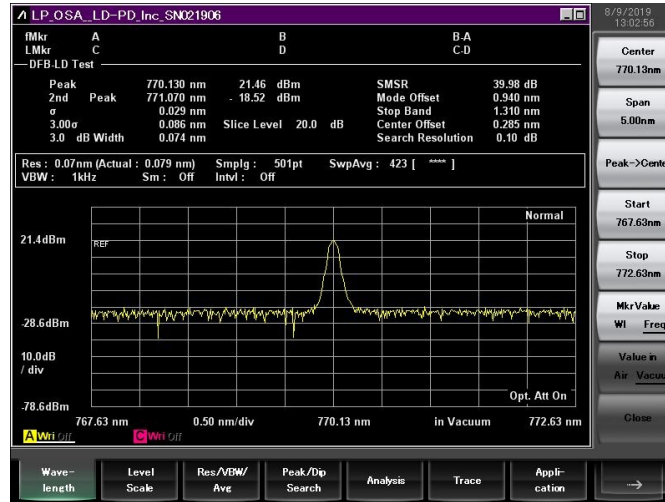 LP_OSA_LD-PD_Inc_SN021906
8/9/2019
13:02:56
fMkr A B B-A
LMkr C D C-D
DFB-LD Test
Peak 770.130 nm 21.46 dBm SMSR 39.98 dB
2nd Peak 771.070 nm - 18.52 dBm Mode Offset 0.940 nm
σ 0.029 nm Stop Band 1.310 nm
3.00σ 0.086 nm Slice Level 20.0 dB Center Offset 0.285 nm
3.0 dB Width 0.074 nm Search Resolution 0.10 dB
Res : 0.07nm (Actual : 0.079 nm) Smplg : 501pt SwpAvg : 423 [ **** ]
VBW : 1kHz Sm : Off Intvl : Off
Normal
21.4dBm
REF
-28.6dBm
10.0dB
/ div
Opt. Att On
-78.6dBm
767.63 nm 0.50 nm/div 770.13 nm in Vacuum 772.63 nm
A Wri Off C Wri Off
Center
770.13nm
Span
5.00nm
Peak->Cente
Start
767.63nm
Stop
772.63nm
Mkr Value
Wl Freq
Value in
Air Vacuu
Close
Wave-
length
Level
Scale
Res/VBW/
Avg
Peak/Dip
Search
Analysis
Trace
Appli-
cation